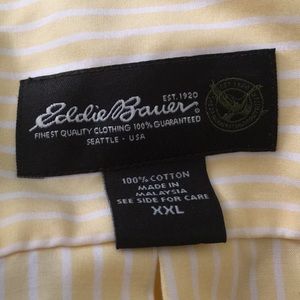 EST. 1920
Eddie Bauer
FINEST QUALITY CLOTHING 100% GUARANTEED
SEATTLE · USA
100% COTTON
MADE IN
MALAYSIA
SEE SIDE FOR CARE
XXL